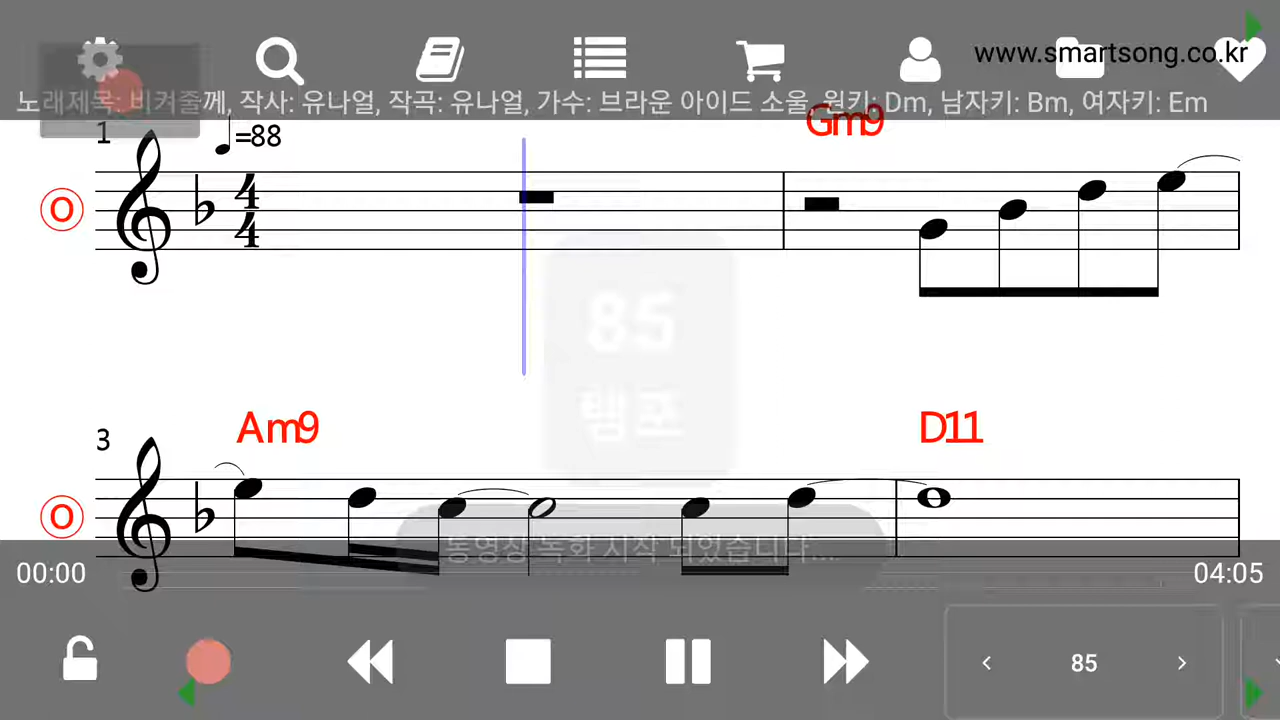 www.smartsong.co.kr
노래제목: 비켜줄께, 작사: 유나얼, 작곡: 유나얼, 가수: 브라운 아이드 소울, 원키: Dm, 남자키: Bm, 여자키: Em
1 =88 Gm9
4
4
O
85
템포
3 Am9 D11
O
동영상 녹화 시작 되었습니다...
00:00 04:05
85